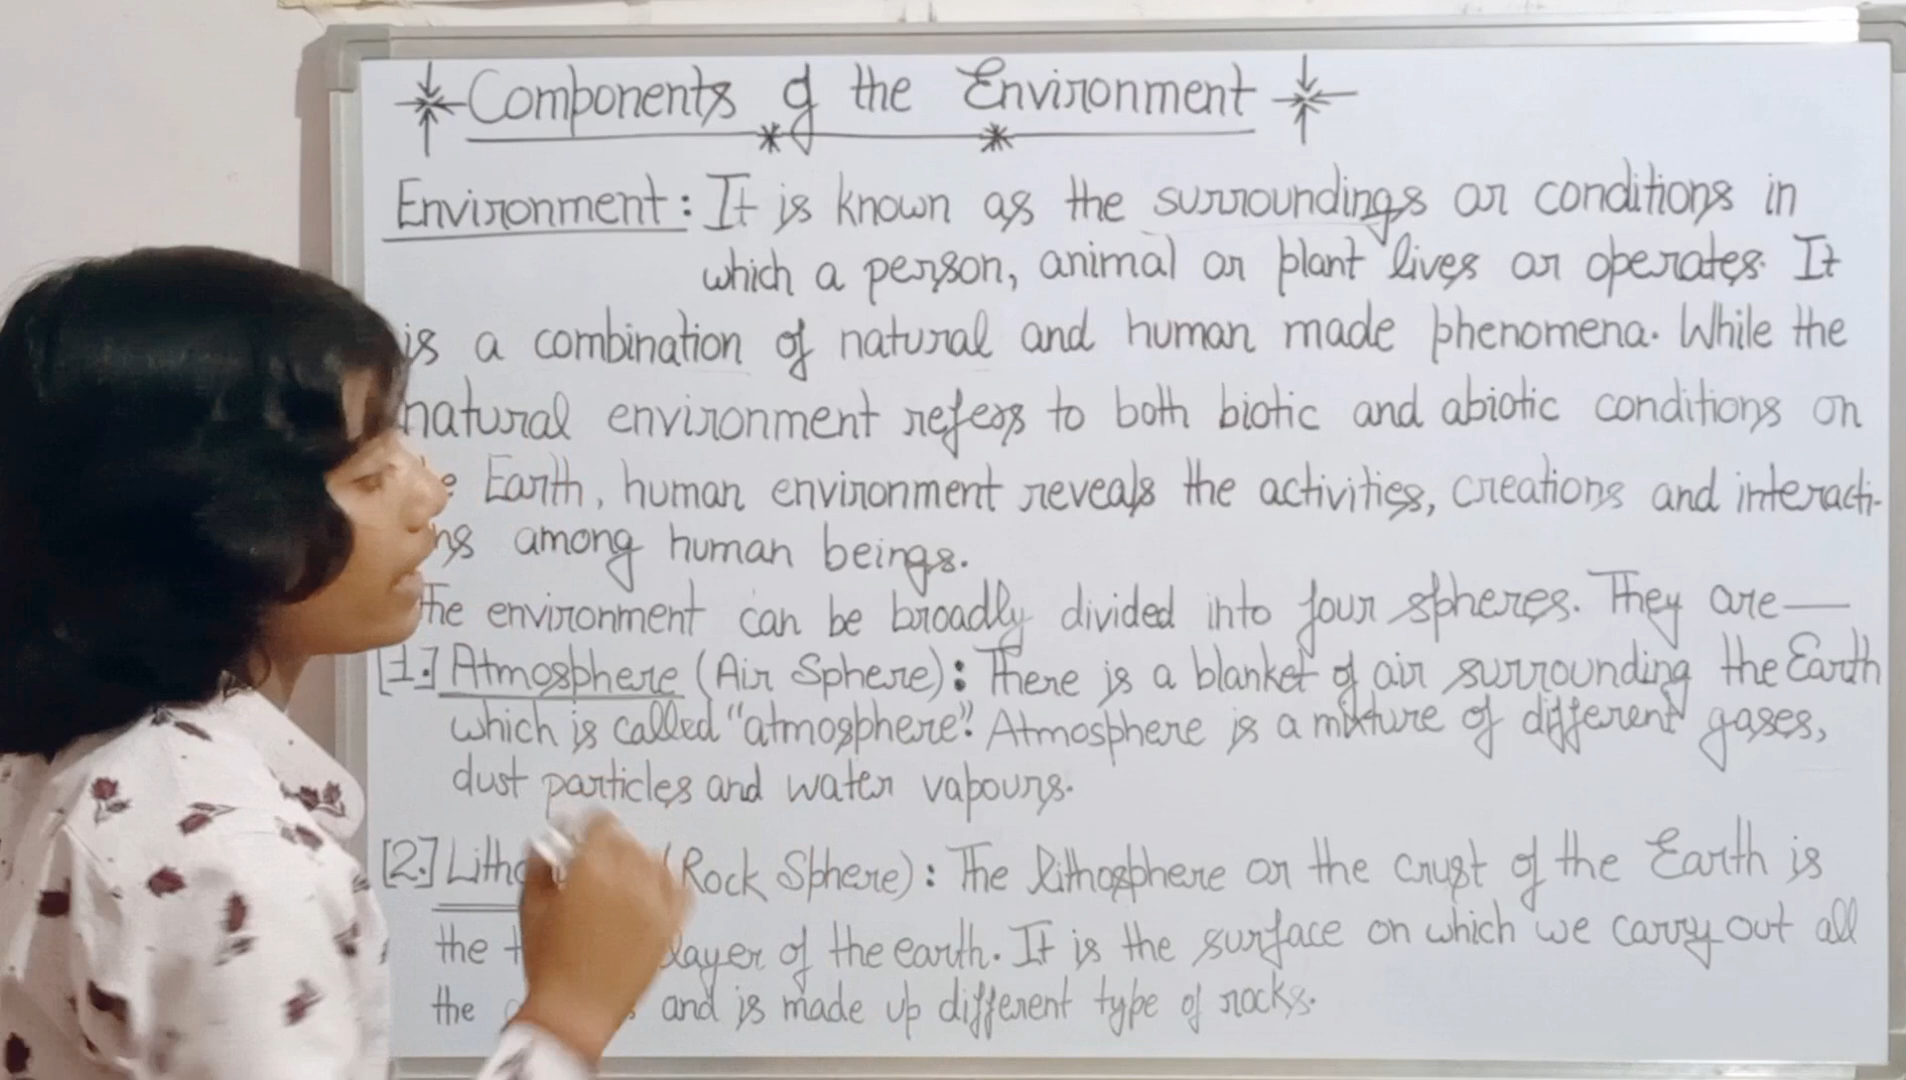 Components of the Environment
Environment: It is known as the surroundings or conditions in
which a person, animal or plant lives or operates. It
is a combination of natural and human made phenomena. While the
natural environment refers to both biotic and abiotic conditions on
Earth, human environment reveals the activities, creations and interacti-
ns among human beings.
The environment can be broadly divided into four spheres. They are—
[1.] Atmosphere (Air Sphere): There is a blanket of air surrounding the Earth
which is called "atmosphere". Atmosphere is a mixture of different gases,
dust particles and water vapours.
[2.] Litho (Rock Sphere): The lithosphere or the crust of the Earth is
the layer of the earth. It is the surface on which we carry out all
the and is made up different type of rocks.